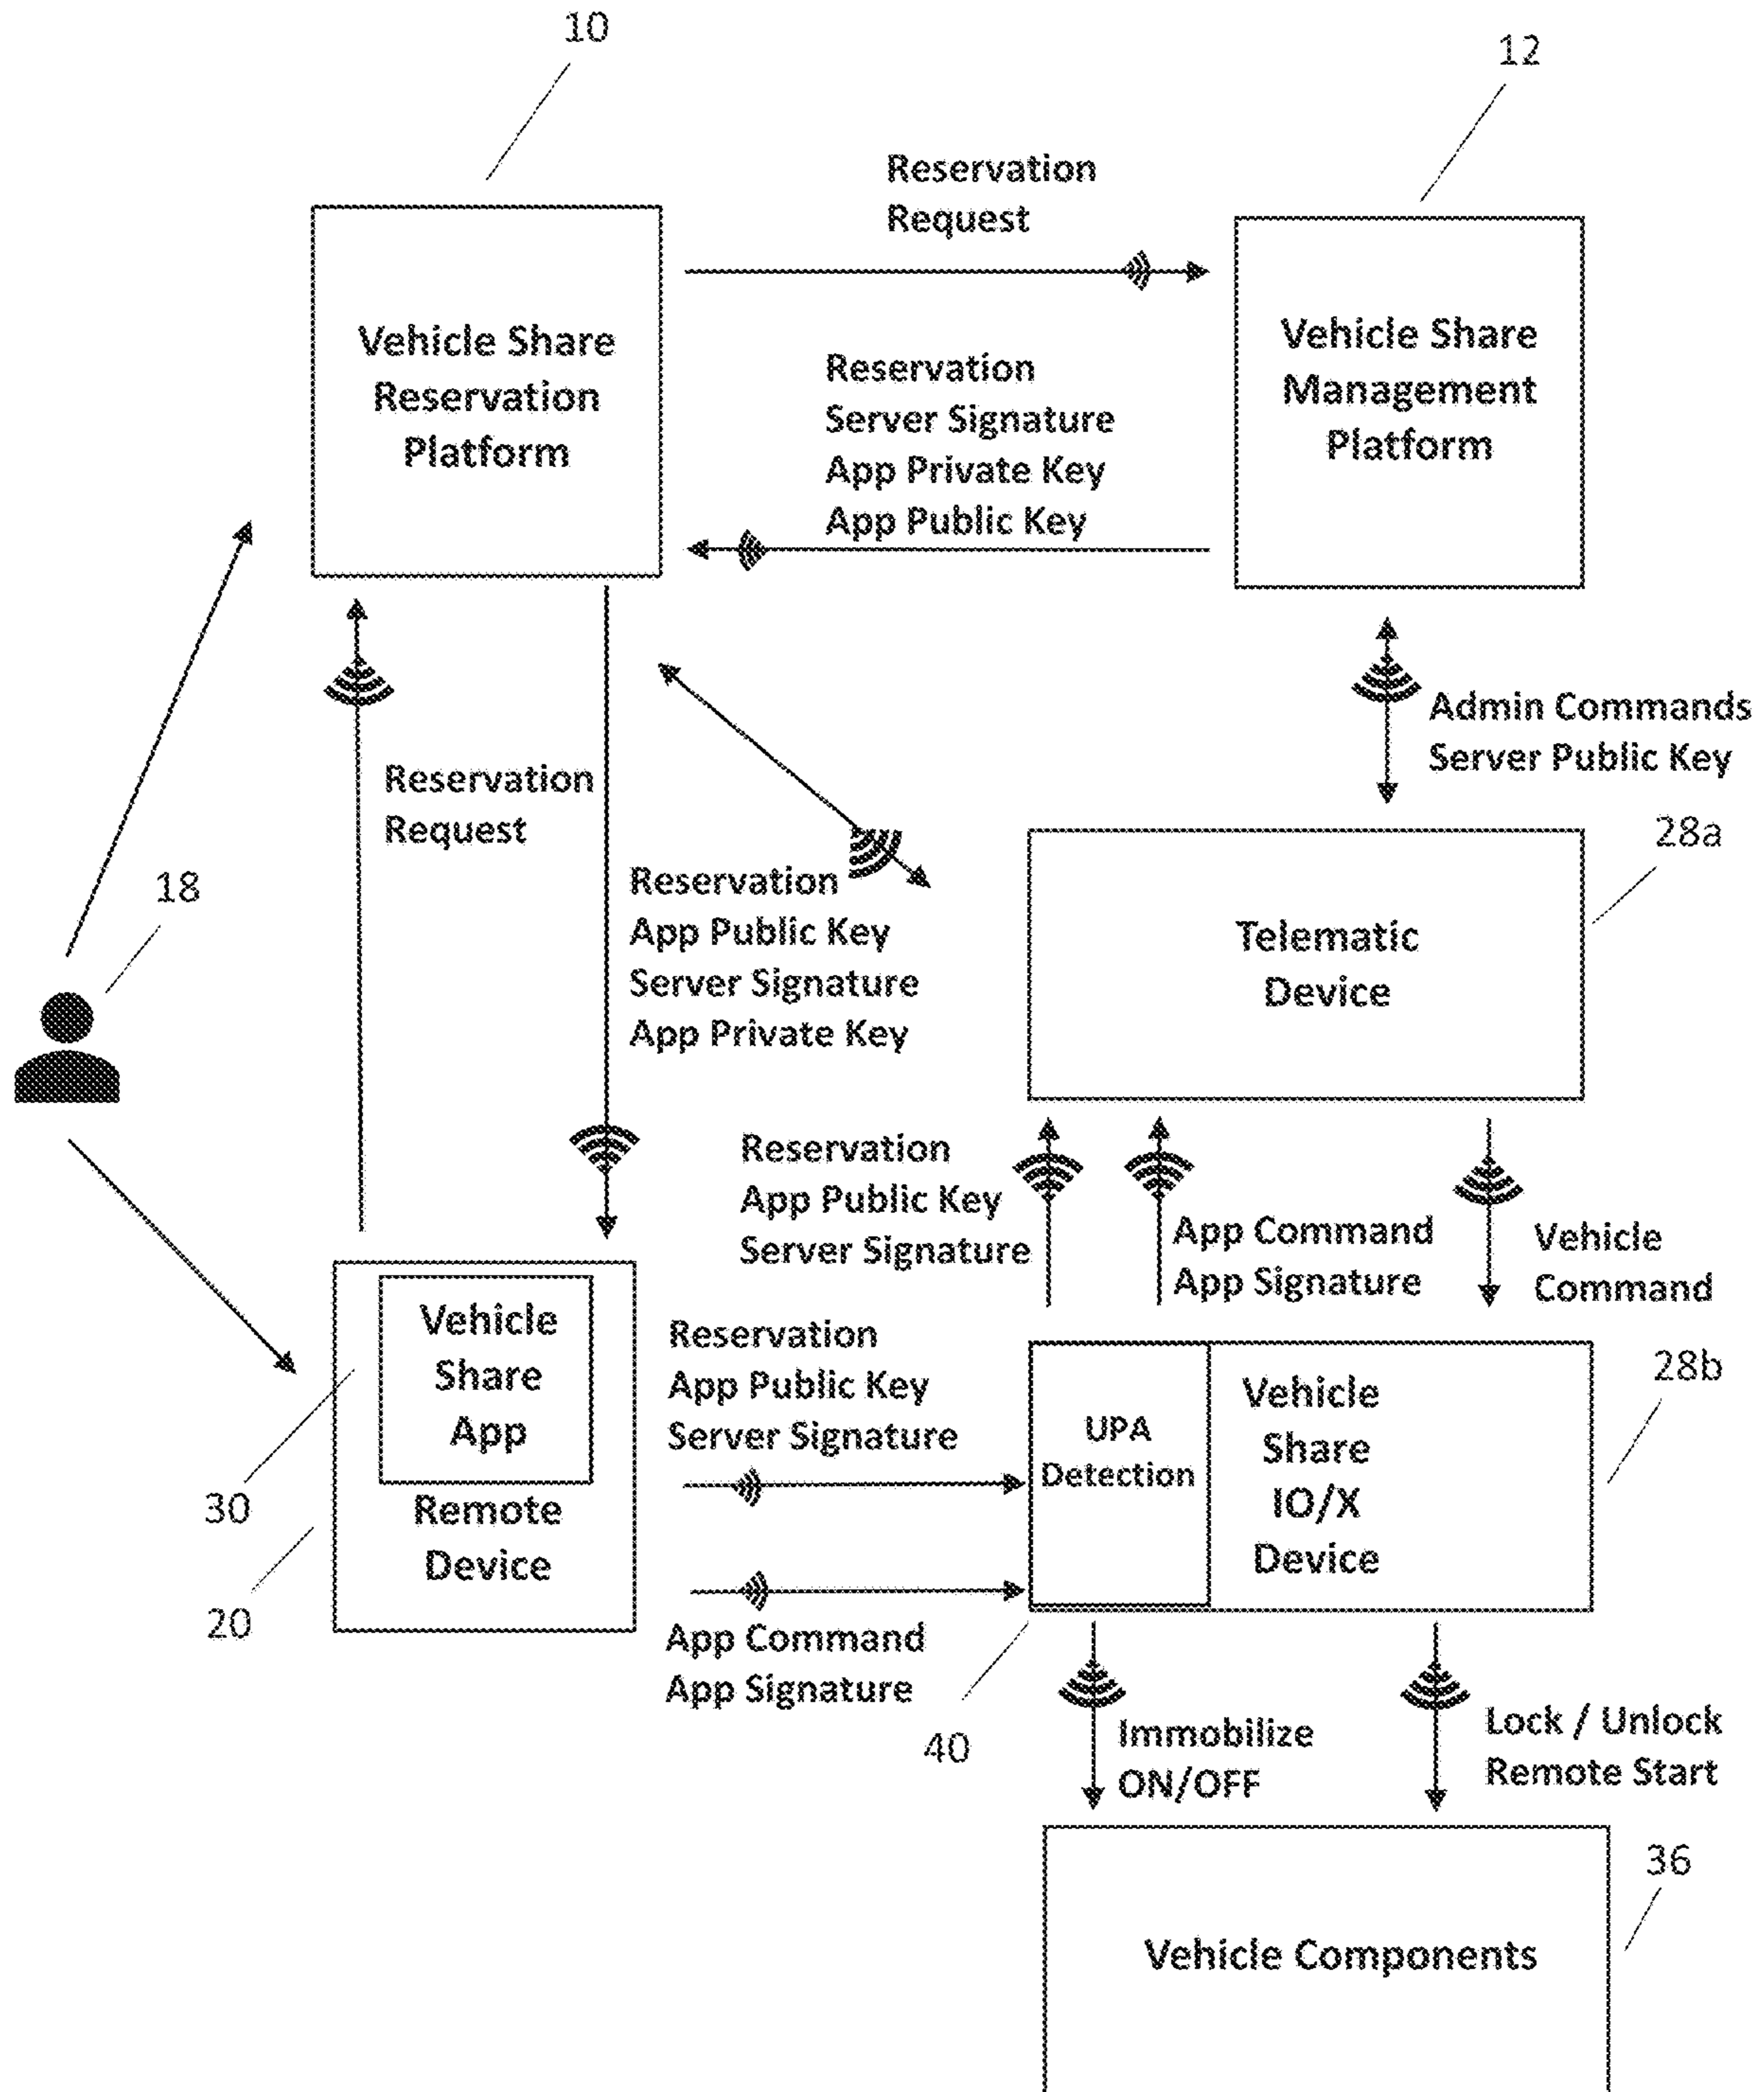 10
12
Reservation
Request
Vehicle Share
Reservation
Platform
Vehicle Share
Management
Platform
Reservation
Server Signature
App Private Key
App Public Key
Admin Commands
Server Public Key
Reservation
Request
28a
18
Reservation
App Public Key
Server Signature
App Private Key
Telematic
Device
Reservation
App Public Key
Server Signature
App Command
App Signature
Vehicle
Command
Vehicle
Share
App
Remote
Device
30
20
Reservation
App Public Key
Server Signature
App Command
App Signature
UPA
Detection
Vehicle
Share
IO/X
Device
28b
40
Immobilize
ON/OFF
Lock / Unlock
Remote Start
36
Vehicle Components